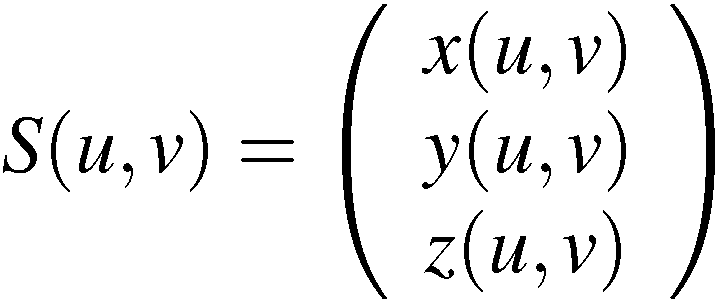 S(u, v) = ( x(u, v)
y(u, v)
z(u, v) )